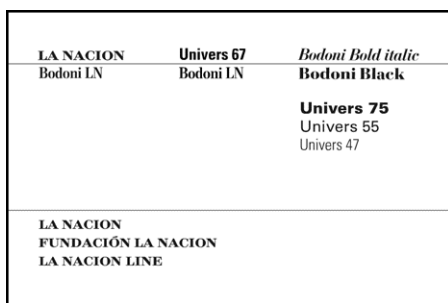 LA NACION Univers 67 Bodoni Bold italic
Bodoni LN Bodoni LN Bodoni Black
Univers 75
Univers 55
Univers 47
LA NACION
FUNDACIÓN LA NACION
LA NACION LINE